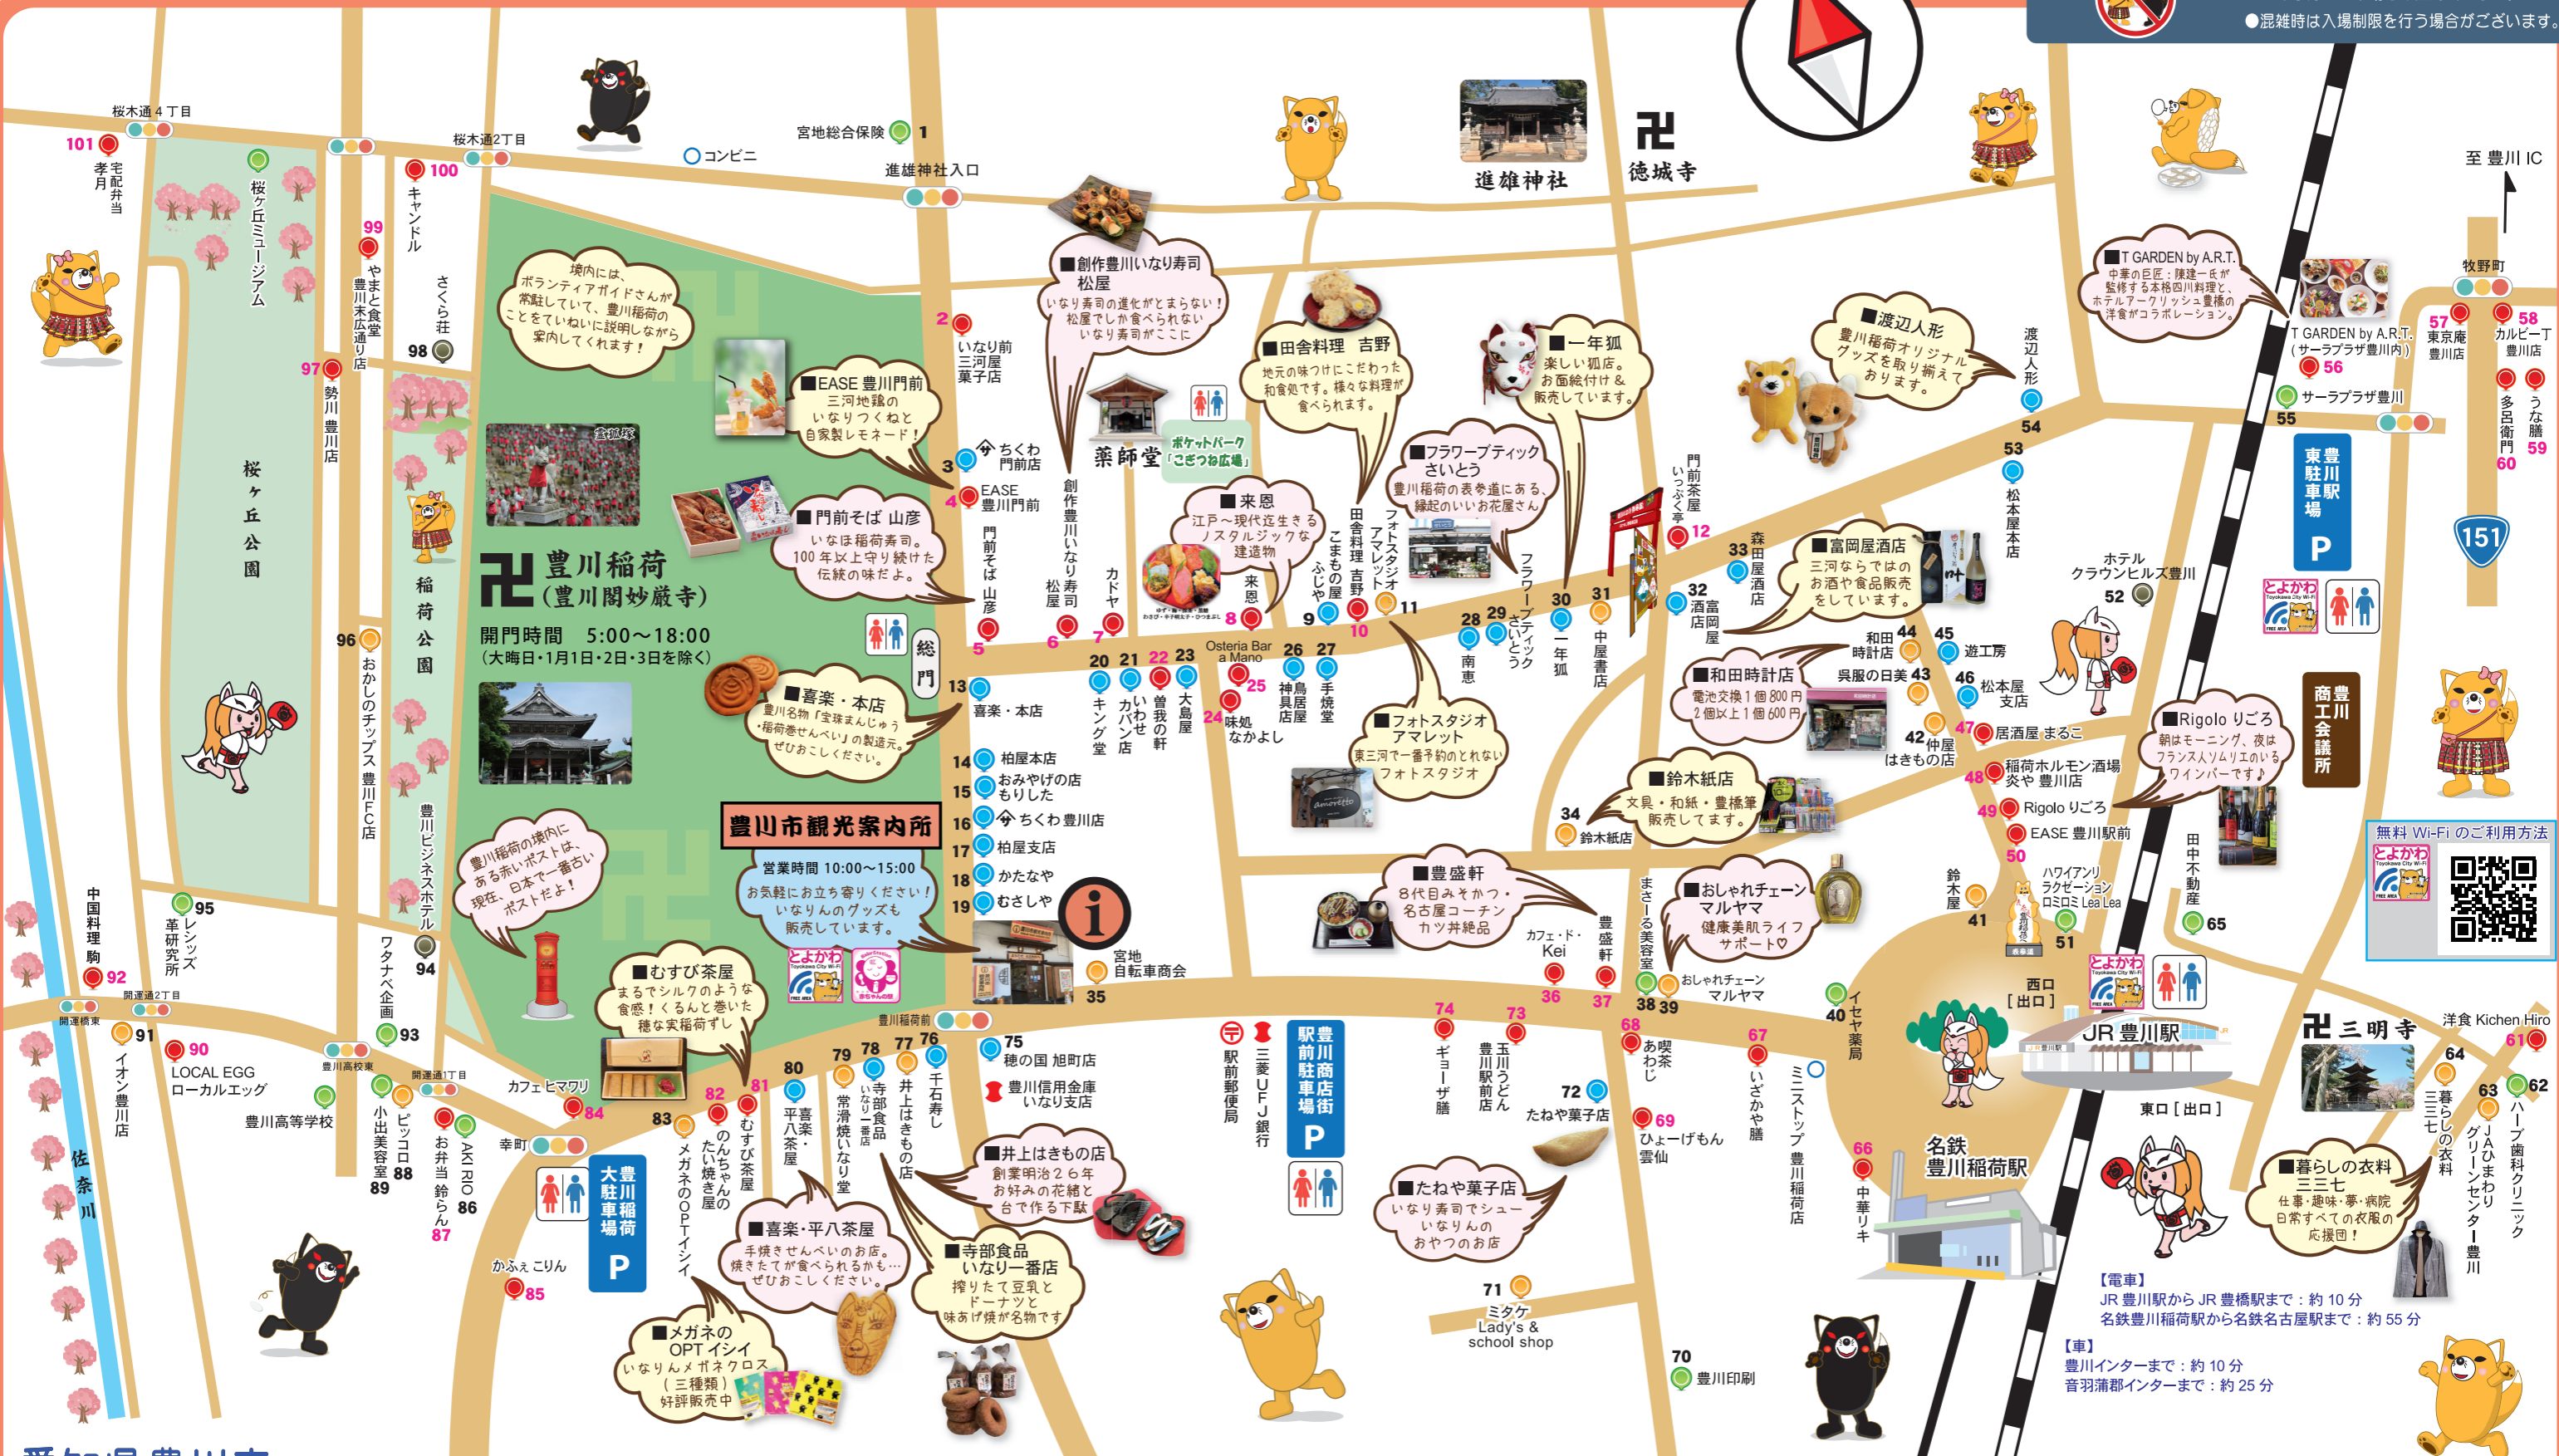 ●混雑時は入場制限を行う場合がございます。
桜木通4丁目
101
宅配弁当
孝月
桜ヶ丘ミュージアム
桜木通2丁目
100
キャンドル
99
やまと食堂
豊川末広通り店
さくら荘
98
97
勢川 豊川店
コンビニ
宮地総合保険
1
進雄神社入口
進雄神社
徳城寺
至 豊川 IC
境内には、
ボランティアガイドさんが
常駐していて、豊川稲荷の
ことをていねいに説明しながら
案内してくれます!
■創作豊川いなり寿司
松屋
いなり寿司の進化がとまらない!
松屋でしか食べられない
いなり寿司がここに
2
いなり前
三河屋
菓子店
■EASE 豊川門前
三河地鶏の
いなりつくねと
自家製レモネード!
3
ちくわ
門前店
4
EASE
豊川門前
霊狐塚
■門前そば 山彦
いなほ稲荷寿司。
100年以上守り続けた
伝統の味だよ。
薬師堂
ポケットパーク
「こぎつね広場」
■田舎料理 吉野
地元の味つけにこだわった
和食処です。様々な料理が
食べられます。
■一年狐
楽しい狐店。
お面絵付け&
販売しています。
■フラワーブティック
さいとう
豊川稲荷の表参道にある、
縁起のいいお花屋さん
■来恩
江戸~現代迄生きる
ノスタルジックな
建造物
■渡辺人形
豊川稲荷オリジナル
グッズを取り揃えて
おります。
渡辺人形
54
53
松本屋本店
■T GARDEN by A.R.T.
中華の巨匠:陳建一氏が
監修する本格四川料理と、
ホテルアークリッシュ豊橋の
洋食がコラボレーション。
T GARDEN by A.R.T.
(サーラプラザ豊川内)
56
サーラプラザ豊川
55
牧野町
57
東京庵
豊川店
58
カルビー丁
豊川店
多呂衛門
60
うな膳
59
151
豊川駅
東駐車場
P
とよかわ
Toyokawa City Wi-Fi
FREE AREA
桜ヶ丘公園
稲荷公園
豊川稲荷
(豊川閣妙厳寺)
開門時間 5:00~18:00
(大晦日・1月1日・2日・3日を除く)
総門
門前そば 山彦
5
創作豊川いなり寿司
松屋
6
カドヤ
7
来恩
8
こまもの屋
ふじや
9
田舎料理 吉野
10
フォトスタジオ
アマレット
11
門前茶屋
いっぷく亭
12
28
南恵
29
フラワーブティック
さいとう
30
一年狐
31
中屋書店
32
富岡屋
酒店
33
森田屋酒店
■富岡屋酒店
三河ならではの
お酒や食品販売
をしています。
ホテル
クラウンヒルズ豊川
52
96
おかしのチップス 豊川FC店
■喜楽・本店
豊川名物「宝珠まんじゅう
・稲荷巻せんべい」の製造元。
ぜひおこしください。
13
喜楽・本店
20
キング堂
21
いわせ
カバン店
22
曽我の軒
23
大島屋
Osteria Bar
a Mano
25
24
味処
なかよし
26
鳥居屋
神具店
27
手焼堂
■フォトスタジオ
アマレット
東三河で一番予約のとれない
フォトスタジオ
■和田時計店
電池交換1個800円
2個以上1個600円
和田
時計店
44
45
遊工房
呉服の日美
43
46
松本屋
支店
42
仲屋
はきもの店
47
居酒屋 まるこ
48
稲荷ホルモン酒場
炎や 豊川店
49
Rigolo りごろ
EASE 豊川駅前
50
■Rigolo りごろ
朝はモーニング、夜は
フランス人ソムリエのいる
ワインバーです♪
豊川
商工会議所
14
柏屋本店
15
おみやげの店
もりした
16
ちくわ 豊川店
17
柏屋支店
18
かたなや
19
むさしや
豊川市観光案内所
営業時間 10:00~15:00
お気軽にお立ち寄りください!
いなりんのグッズも
販売しています。
豊川稲荷の境内に
ある赤いポストは、
現在、日本で一番古い
ポストだよ!
34
鈴木紙店
■鈴木紙店
文具・和紙・豊橋筆
販売してます。
■豊盛軒
8代目みそかつ・
名古屋コーチン
カツ丼絶品
■おしゃれチェーン
マルヤマ
健康美肌ライフ
サポート♡
無料 Wi-Fi のご利用方法
とよかわ
Toyokawa City Wi-Fi
FREE AREA
鈴木屋
41
ハワイアンリ
ラクゼーション
ロミロミ Lea Lea
51
田中不動産
65
中国料理 駒
92
レシッズ
革研究所
95
豊川ビジネスホテル
94
ワタナベ企画
93
開運橋東
開運通2丁目
91
イオン豊川店
90
LOCAL EGG
ローカルエッグ
豊川高校東
豊川高等学校
開運通1丁目
小出美容室
89
ピッコロ
88
お弁当 鈴らん
87
AKI RIO
86
佐奈川
■むすび茶屋
まるでシルクのような
食感!くるんと巻いた
穂な実稲荷ずし
とよかわ
Toyokawa City Wi-Fi
FREE AREA
赤ちゃんの駅
i
宮地
自転車商会
35
豊川稲荷前
カフェ ヒマワリ
84
幸町
豊川稲荷
大駐車場
P
かふぇ こりん
85
83
メガネのOPTイシイ
82
のんちゃんの
たい焼き屋
81
むすび茶屋
80
喜楽・
平八茶屋
79
常滑焼いなり堂
78
寺部食品
いなり一番店
77
井上はきもの店
76
千石寿し
75
穂の国 旭町店
豊川信用金庫
いなり支店
■井上はきもの店
創業明治26年
お好みの花緒と
台で作る下駄
■喜楽・平八茶屋
手焼きせんべいのお店。
焼きたてが食べられるかも…
ぜひおこしください。
■寺部食品
いなり一番店
搾りたて豆乳と
ドーナツと
味あげ焼が名物です
■メガネの
OPT イシイ
いなりんメガネクロス
(三種類)
好評販売中
駅前郵便局
三菱UFJ銀行
豊川商店街
駅前駐車場
P
カフェ・ド・
Kei
36
豊盛軒
37
まさーる美容室
38
39
おしゃれチェーン
マルヤマ
40
イセヤ薬局
74
ギョーザ膳
73
玉川うどん
豊川駅前店
72
たねや菓子店
■たねや菓子店
いなり寿司でシュー
いなりんの
おやつのお店
68
喫茶
あわじ
69
ひょーげもん
雲仙
67
いざかや膳
ミニストップ 豊川稲荷店
66
中華リキ
71
ミタケ
Lady's &
school shop
70
豊川印刷
西口
[出口]
とよかわ
Toyokawa City Wi-Fi
FREE AREA
JR 豊川駅
東口[出口]
名鉄
豊川稲荷駅
三明寺
洋食 Kichen Hiro
61
64
暮らしの衣料
三三七
63
JAひまわり
グリーンセンター豊川
62
ハーブ歯科クリニック
■暮らしの衣料
三三七
仕事・趣味・夢・病院
日常すべての衣服の
応援団!
【電車】
JR 豊川駅から JR 豊橋駅まで:約 10 分
名鉄豊川稲荷駅から名鉄名古屋駅まで:約 55 分
【車】
豊川インターまで:約 10 分
音羽蒲郡インターまで:約 25 分